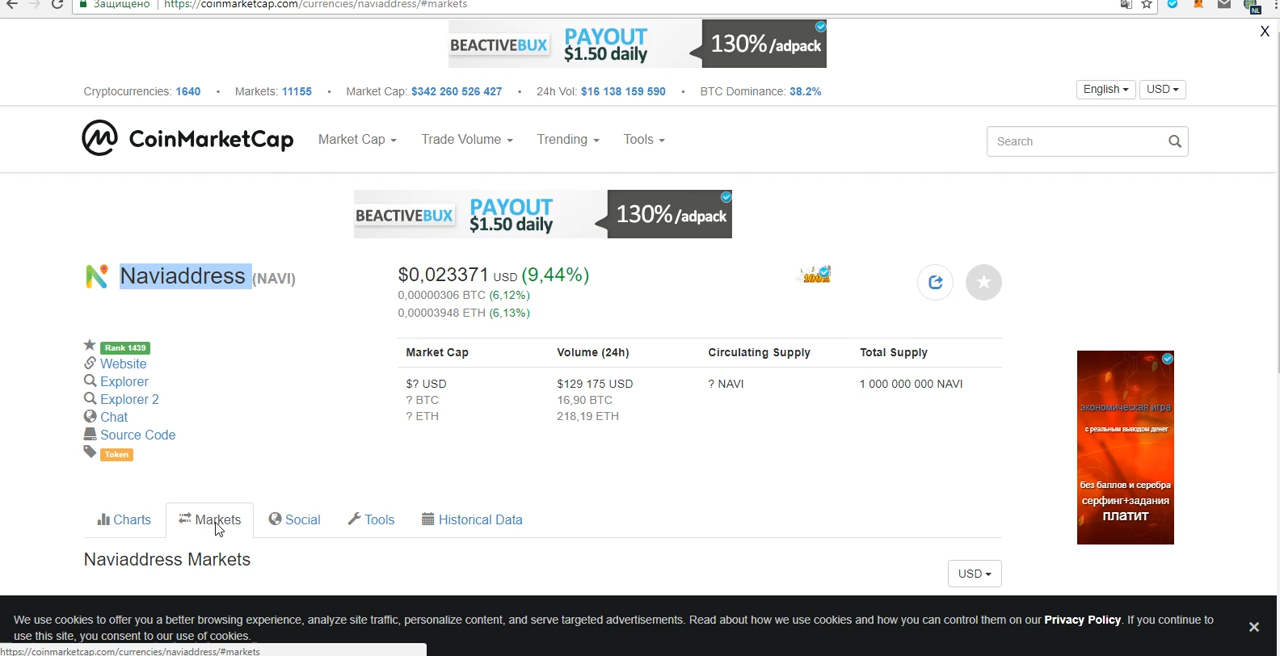 Защищено | https://coinmarketcap.com/currencies/naviaddress/#markets
NL
X
BEACTIVEBUX PAYOUT $1.50 daily 130%/adpack
Cryptocurrencies: 1640 • Markets: 11155 • Market Cap: $342 260 526 427 • 24h Vol: $16 138 159 590 • BTC Dominance: 38.2%
English USD
CoinMarketCap Market Cap Trade Volume Trending Tools Search
BEACTIVEBUX PAYOUT $1.50 daily 130%/adpack
Naviaddress (NAVI)
$0,023371 USD (9,44%)
0,00000306 BTC (6,12%)
0,00003948 ETH (6,13%)
100%
Rank 1439
Website
Explorer
Explorer 2
Chat
Source Code
Token
Market Cap Volume (24h) Circulating Supply Total Supply
$? USD $129 175 USD ? NAVI 1 000 000 000 NAVI
? BTC 16,90 BTC
? ETH 218,19 ETH
экономическая игра
с реальным выводом денег
без баллов и серебра
серфинг+задания
платит
Charts Markets Social Tools Historical Data
Naviaddress Markets
USD
We use cookies to offer you a better browsing experience, analyze site traffic, personalize content, and serve targeted advertisements. Read about how we use cookies and how you can control them on our Privacy Policy. If you continue to
use this site, you consent to our use of cookies.
https://coinmarketcap.com/currencies/naviaddress/#markets